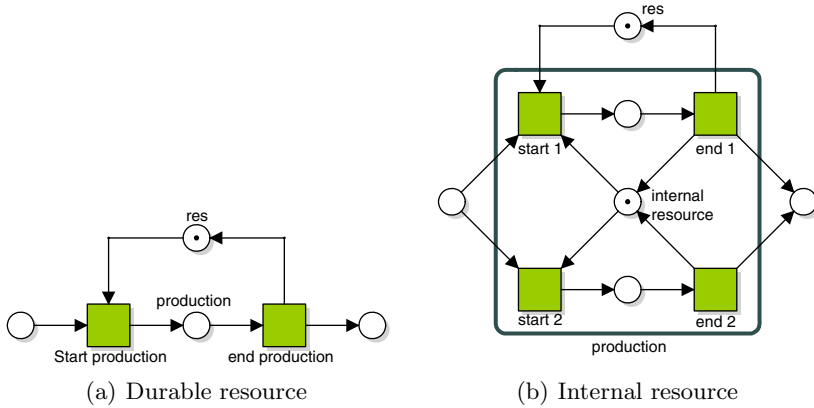 res
production
Start production
end production
(a) Durable resource
res
start 1
end 1
internal
resource
start 2
end 2
production
(b) Internal resource